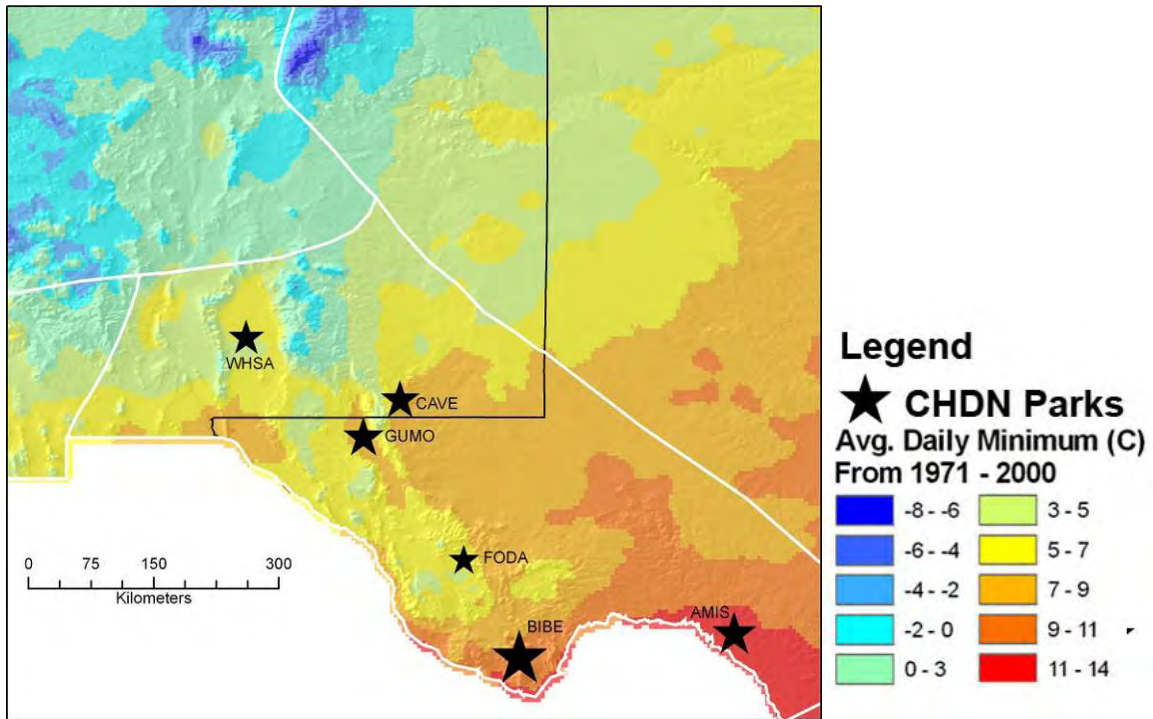 WHSA
CAVE
GUMO
FODA
BIBE
AMIS
0 75 150 300
Kilometers
Legend
CHDN Parks
Avg. Daily Minimum (C)
From 1971 - 2000
-8 - -6
-6 - -4
-4 - -2
-2 - 0
0 - 3
3 - 5
5 - 7
7 - 9
9 - 11
11 - 14